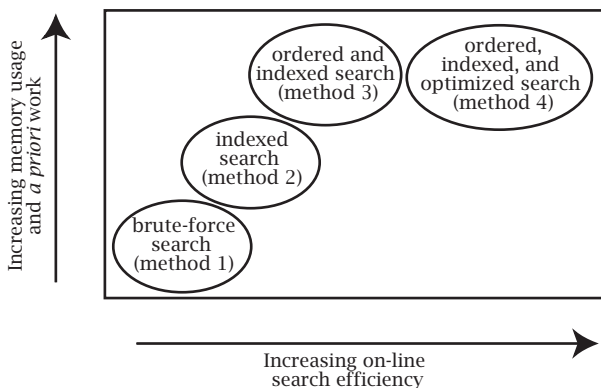 Increasing memory usage
and a priori work
ordered and
indexed search
(method 3)
ordered,
indexed, and
optimized search
(method 4)
indexed
search
(method 2)
brute-force
search
(method 1)
Increasing on-line
search efficiency